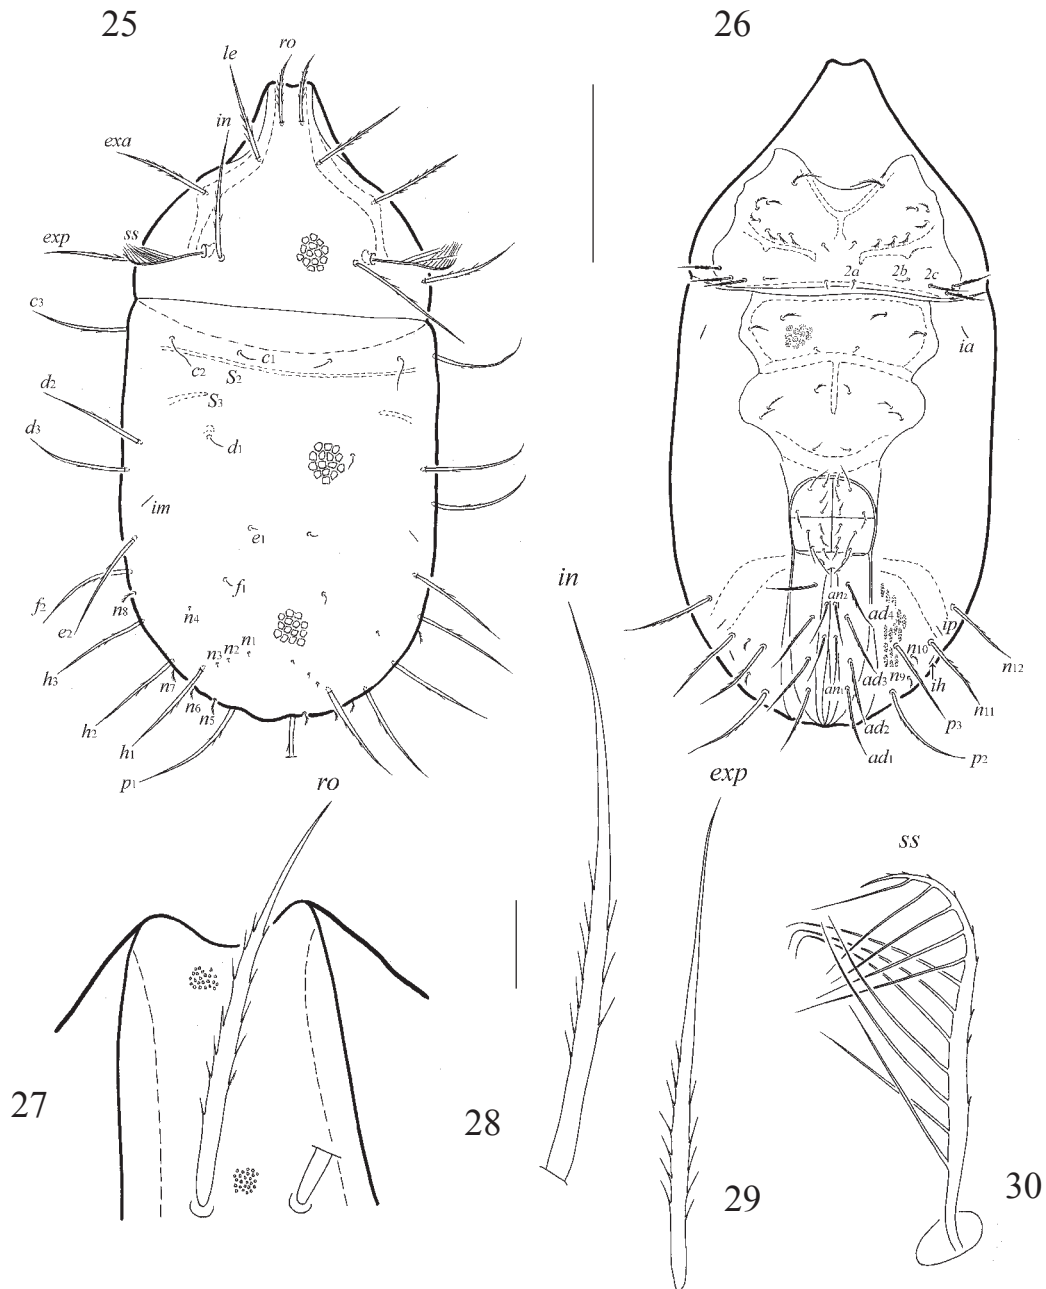 25
26
ro
le
in
exa
exp
ss
c3
c2
c1
S2
S3
d2
d3
d1
im
e1
f2
e2
f1
n8
n4
n1
n2
n3
h3
n7
h2
n6
n5
h1
p1
2a
2b
2c
ia
an2
ad4
ip
n10
n12
ad3
n9
ih
an1
n11
p3
ad2
ad1
p2
in
ro
exp
ss
27
28
29
30